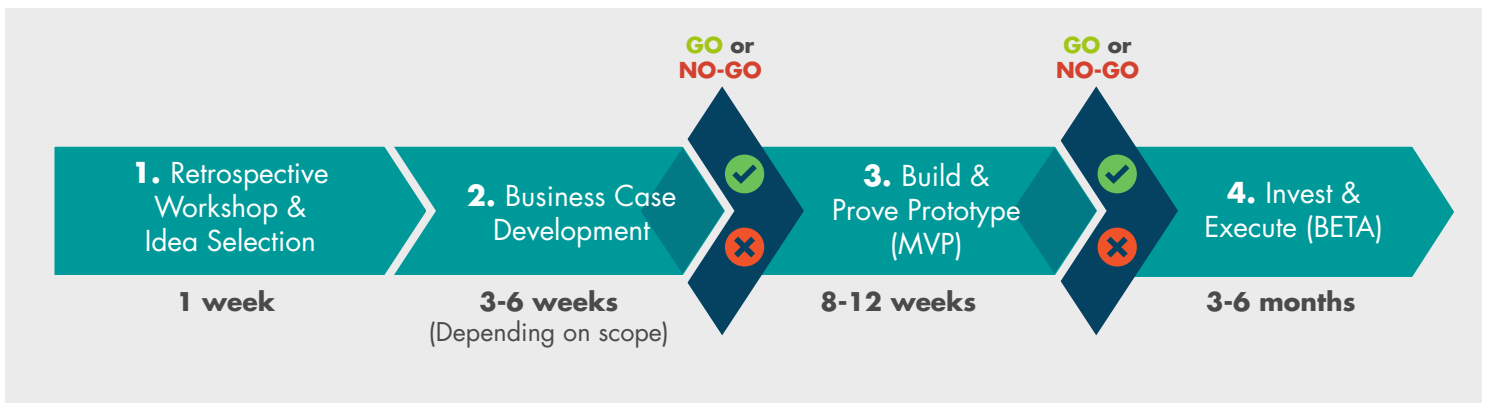 GO or
NO-GO
GO or
NO-GO
1. Retrospective
Workshop &
Idea Selection
2. Business Case
Development
3. Build &
Prove Prototype
(MVP)
4. Invest &
Execute (BETA)
1 week
3-6 weeks
(Depending on scope)
8-12 weeks
3-6 months